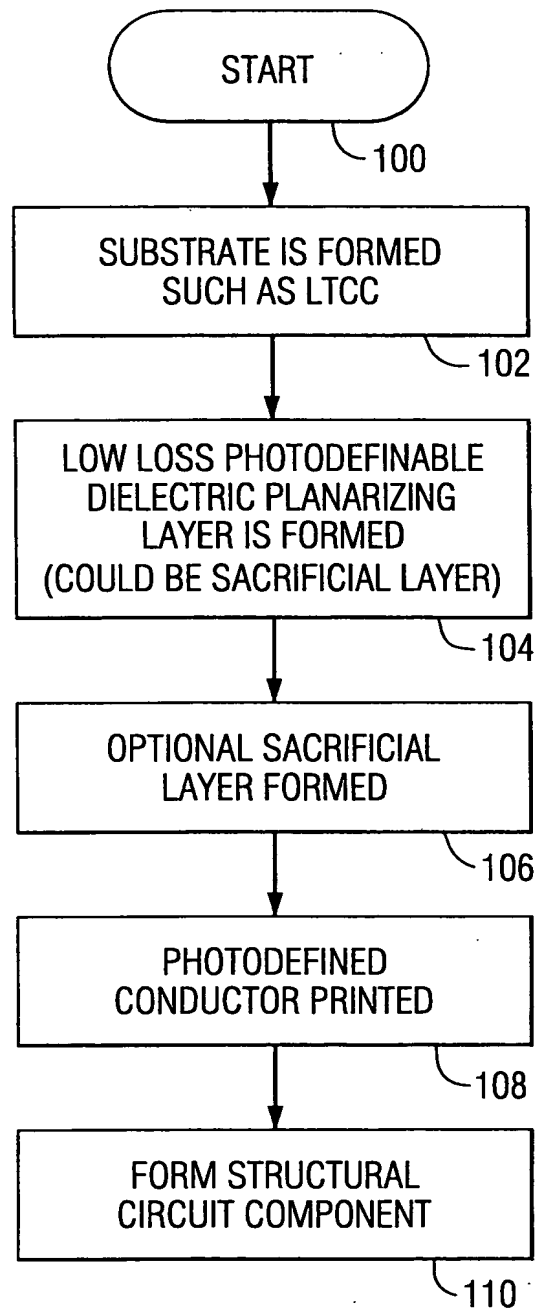 START
100
SUBSTRATE IS FORMED
SUCH AS LTCC
102
LOW LOSS PHOTODEFINABLE
DIELECTRIC PLANARIZING
LAYER IS FORMED
(COULD BE SACRIFICIAL LAYER)
104
OPTIONAL SACRIFICIAL
LAYER FORMED
106
PHOTODEFINED
CONDUCTOR PRINTED
108
FORM STRUCTURAL
CIRCUIT COMPONENT
110